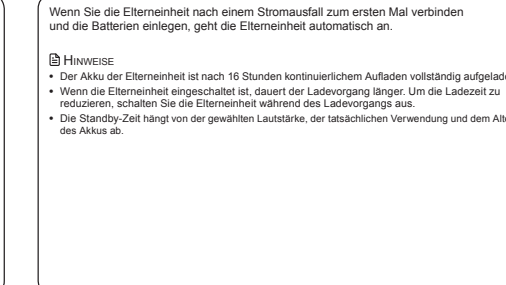 Wenn Sie die Elterneinheit nach einem Stromausfall zum ersten Mal verbinden
und die Batterien einlegen, geht die Elterneinheit automatisch an.
HINWEISE
• Der Akku der Elterneinheit ist nach 16 Stunden kontinuierlichem Aufladen vollständig aufgelade
• Wenn die Elterneinheit eingeschaltet ist, dauert der Ladevorgang länger. Um die Ladezeit zu
reduzieren, schalten Sie die Elterneinheit während des Ladevorgangs aus.
• Die Standby-Zeit hängt von der gewählten Lautstärke, der tatsächlichen Verwendung und dem Alte
des Akkus ab.